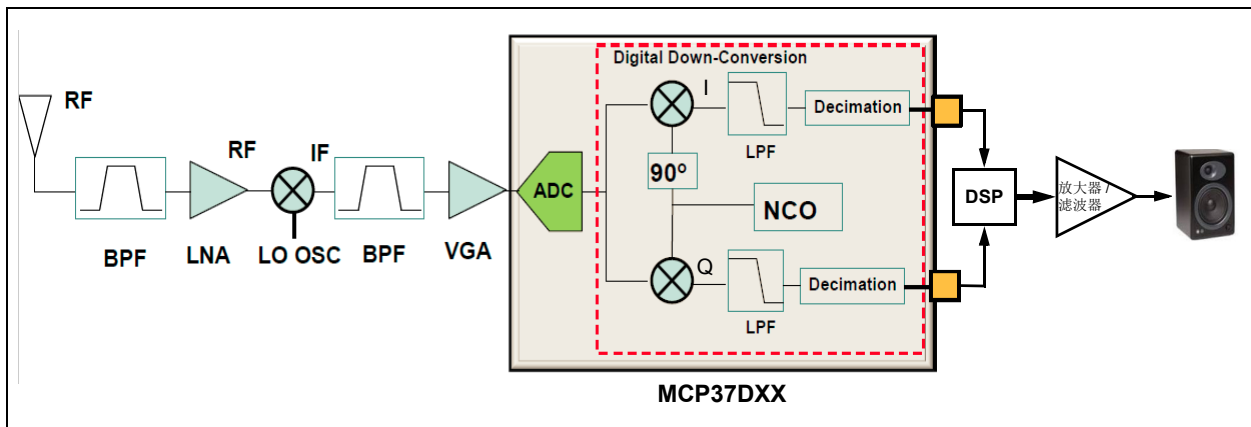 Digital Down-Conversion
RF
RF
IF
BPF
LNA
LO OSC
BPF
VGA
ADC
I
LPF
Decimation
90º
NCO
Q
LPF
Decimation
MCP37DXX
DSP
放大器/
滤波器